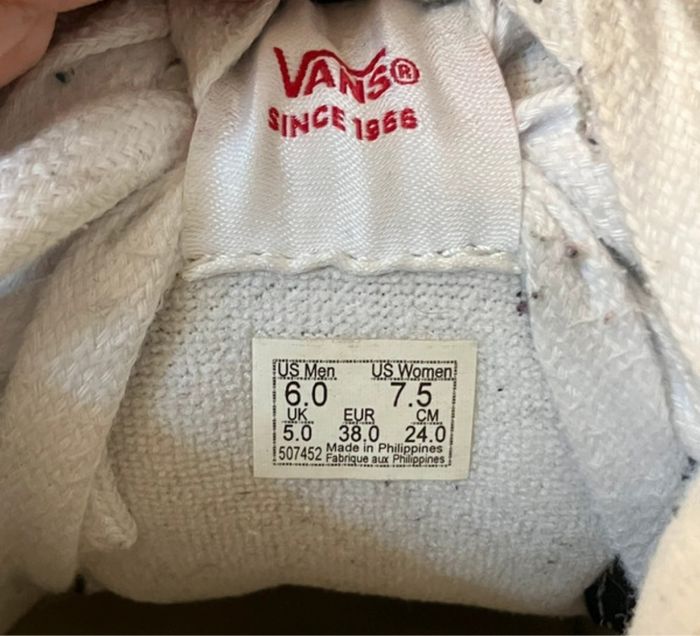 VANS®
SINCE 1966
US Men US Women
6.0 7.5
UK EUR CM
5.0 38.0 24.0
507452 Made in Philippines
Fabrique aux Philippines